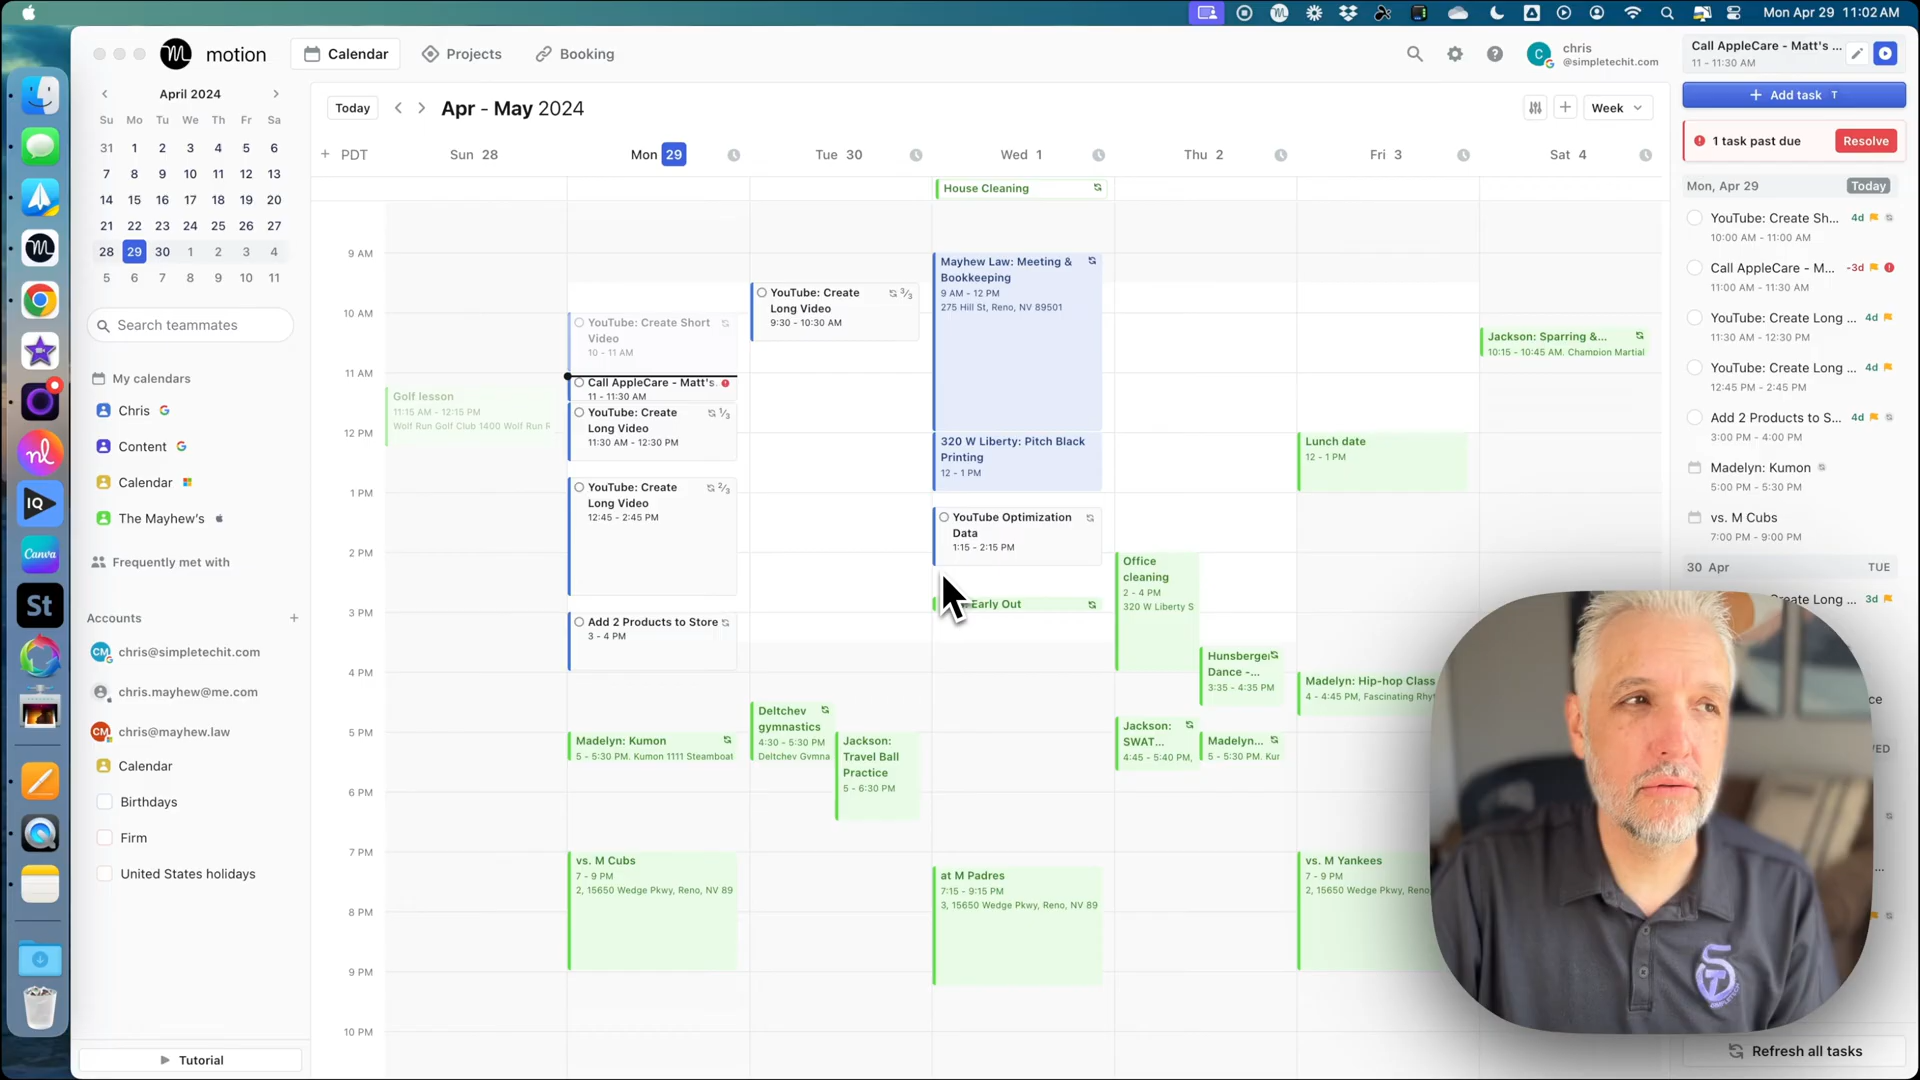 Mon Apr 29 11:02 AM
motion
Calendar
Projects
Booking
chris
@simpletechit.com
Call AppleCare - Matt's ...
11 - 11:30 AM
April 2024
Su Mo Tu We Th Fr Sa
31 1 2 3 4 5 6
7 8 9 10 11 12 13
14 15 16 17 18 19 20
21 22 23 24 25 26 27
28 29 30 1 2 3 4
5 6 7 8 9 10 11
Search teammates
My calendars
Chris
Content
Calendar
The Mayhew's
Frequently met with
Accounts
chris@simpletechit.com
chris.mayhew@me.com
chris@mayhew.law
Calendar
Birthdays
Firm
United States holidays
Tutorial
Today
Apr - May 2024
Week
PDT
Sun 28
Mon 29
Tue 30
Wed 1
Thu 2
Fri 3
Sat 4
House Cleaning
9 AM
10 AM
11 AM
12 PM
1 PM
2 PM
3 PM
4 PM
5 PM
6 PM
7 PM
8 PM
9 PM
10 PM
Golf lesson
11:15 AM - 12:15 PM
Wolf Run Golf Club 1400 Wolf Run R
YouTube: Create Short
Video
10 - 11 AM
Call AppleCare - Matt's
11 - 11:30 AM
YouTube: Create 1/3
Long Video
11:30 AM - 12:30 PM
YouTube: Create 2/3
Long Video
12:45 - 2:45 PM
Add 2 Products to Store
3 - 4 PM
Madelyn: Kumon
5 - 5:30 PM. Kumon 1111 Steamboat
vs. M Cubs
7 - 9 PM
2, 15650 Wedge Pkwy, Reno, NV 89
YouTube: Create 3/3
Long Video
9:30 - 10:30 AM
Deltchev
gymnastics
4:30 - 5:30 PM
Deltchev Gymna
Jackson:
Travel Ball
Practice
5 - 6:30 PM
Mayhew Law: Meeting &
Bookkeeping
9 AM - 12 PM
275 Hill St, Reno, NV 89501
320 W Liberty: Pitch Black
Printing
12 - 1 PM
YouTube Optimization
Data
1:15 - 2:15 PM
Early Out
at M Padres
7:15 - 9:15 PM
3, 15650 Wedge Pkwy, Reno, NV 89
Office
cleaning
2 - 4 PM
320 W Liberty S
Hunsberger
Dance -...
3:35 - 4:35 PM
Jackson:
SWAT...
4:45 - 5:40 PM,
Madelyn...
5 - 5:30 PM. Kur
Lunch date
12 - 1 PM
Madelyn: Hip-hop Class
4 - 4:45 PM, Fascinating Rhy
vs. M Yankees
7 - 9 PM
2, 15650 Wedge Pkwy, Reno
Jackson: Sparring &...
10:15 - 10:45 AM. Champion Martial
+ Add task T
1 task past due
Resolve
Mon, Apr 29
Today
YouTube: Create Sh... 4d
10:00 AM - 11:00 AM
Call AppleCare - M... -3d
11:00 AM - 11:30 AM
YouTube: Create Long ... 4d
11:30 AM - 12:30 PM
YouTube: Create Long ... 4d
12:45 PM - 2:45 PM
Add 2 Products to S... 4d
3:00 PM - 4:00 PM
Madelyn: Kumon
5:00 PM - 5:30 PM
vs. M Cubs
7:00 PM - 9:00 PM
30 Apr TUE
eate Long ... 3d
Refresh all tasks
nl
IQ
Canva
St